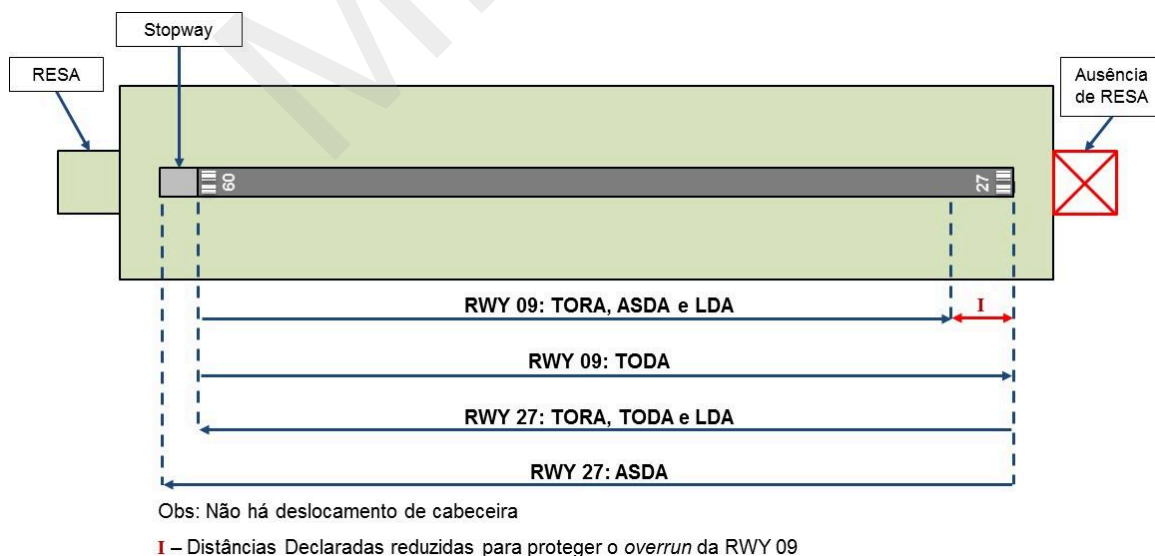 Stopway
RESA
Ausência
de RESA
09
27
RWY 09: TORA, ASDA e LDA
I
RWY 09: TODA
RWY 27: TORA, TODA e LDA
RWY 27: ASDA
Obs: Não há deslocamento de cabeceira
I – Distâncias Declaradas reduzidas para proteger o overrun da RWY 09